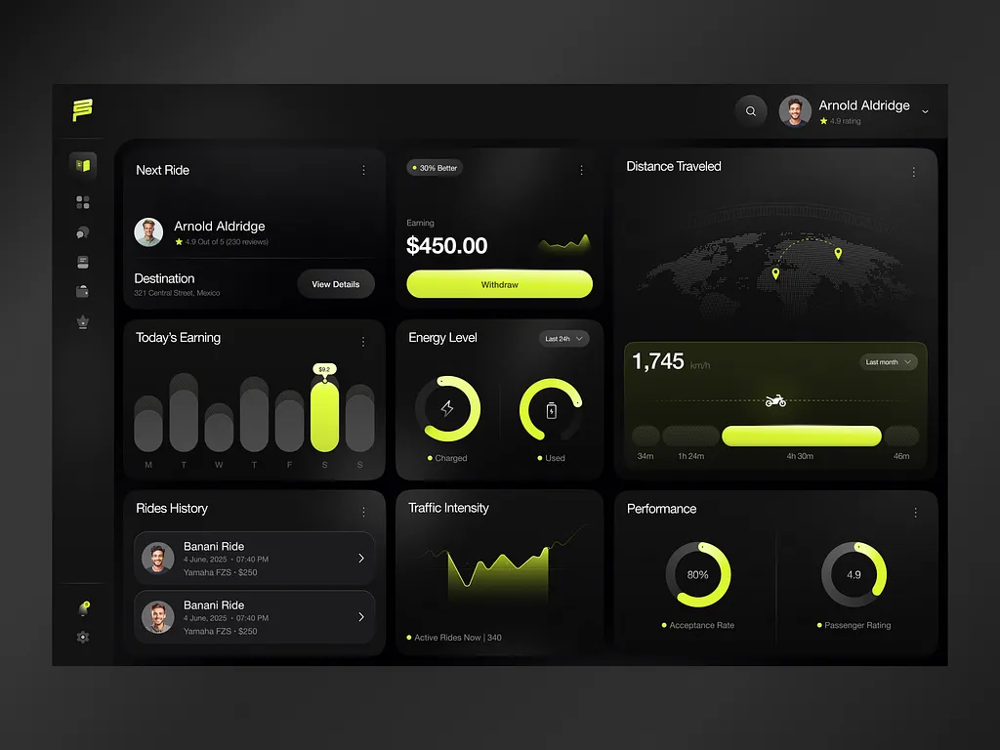 Arnold Aldridge
4.9 rating
Next Ride
Arnold Aldridge
4.9 Out of 5 (230 reviews)
Destination
321 Central Street, Mexico
View Details
30% Better
Earning
$450.00
Withdraw
Distance Traveled
1,745 km/h
Last month
34m 1h 24m 4h 30m 46m
Today's Earning
$9.2
M T W T F S S
Energy Level
Last 24h
Charged
Used
Rides History
Banani Ride
4 June, 2025 • 07:40 PM
Yamaha FZS • $250
Banani Ride
4 June, 2025 • 07:40 PM
Yamaha FZS • $250
Traffic Intensity
Active Rides Now | 340
Performance
80%
Acceptance Rate
4.9
Passenger Rating